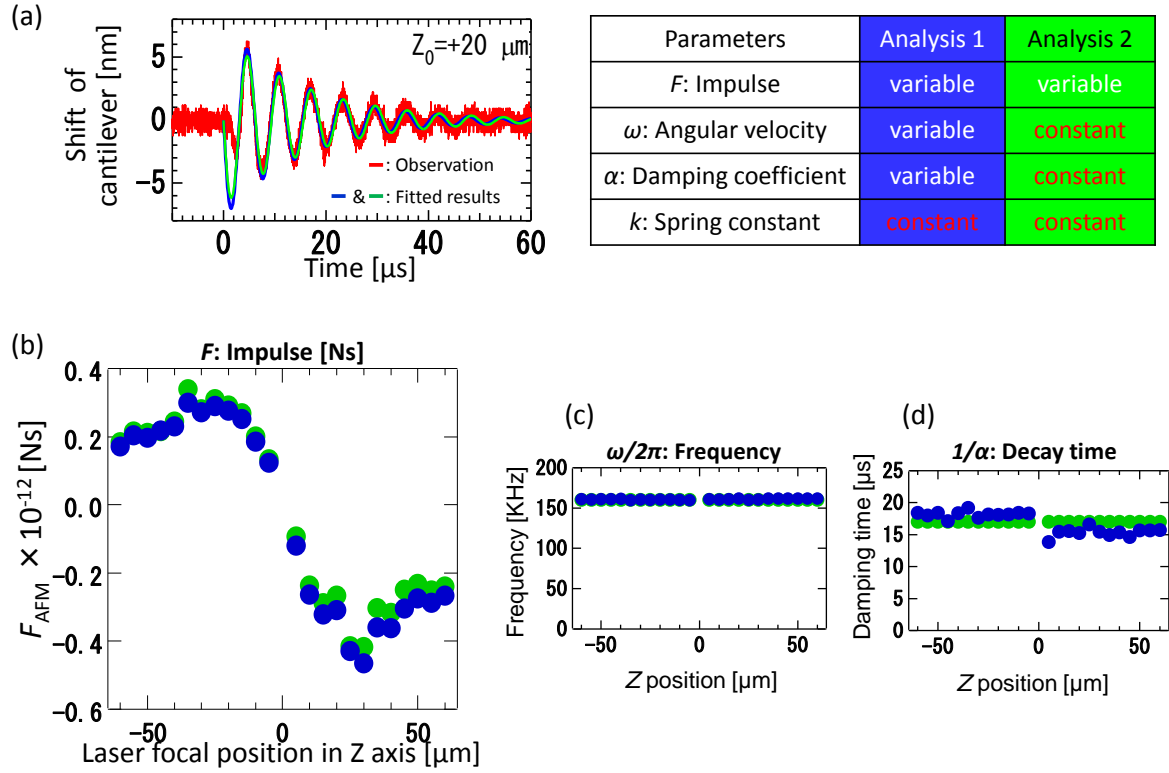 (a)
Z0=+20 μm
Shift of
cantilever [nm]
5
0
−5
: Observation
& : Fitted results
0 20 40 60
Time [µs]
Parameters Analysis 1 Analysis 2
F: Impulse variable variable
ω: Angular velocity variable constant
α: Damping coefficient variable constant
k: Spring constant constant constant
(b)
F: Impulse [Ns]
FAFM × 10-12 [Ns]
0.4
0.2
0.0
−0.2
−0.4
−0.6
−50 0 50
Laser focal position in Z axis [µm]
(c)
ω/2π: Frequency
Frequency [KHz]
200
150
100
50
0
−50 0 50
Z position [µm]
(d)
1/α: Decay time
Damping time [µs]
25
20
15
10
5
0
−50 0 50
Z position [µm]